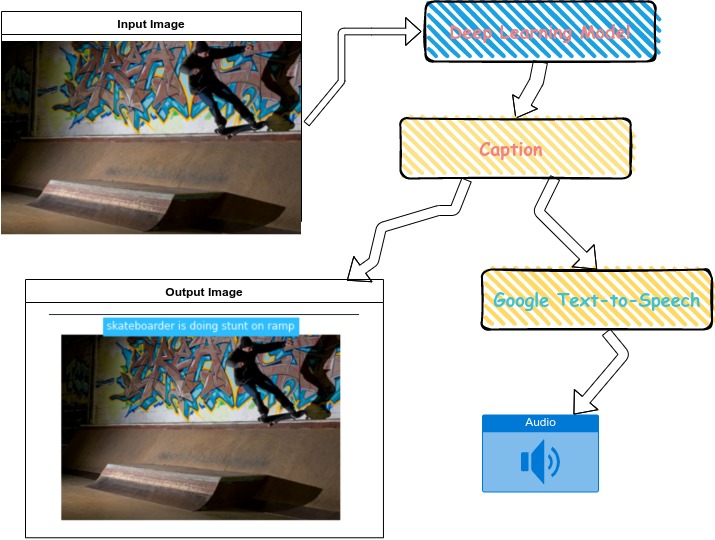 Input Image
Deep Learning Model
Caption
Output Image
skateboarder is doing stunt on ramp
Google Text-to-Speech
Audio